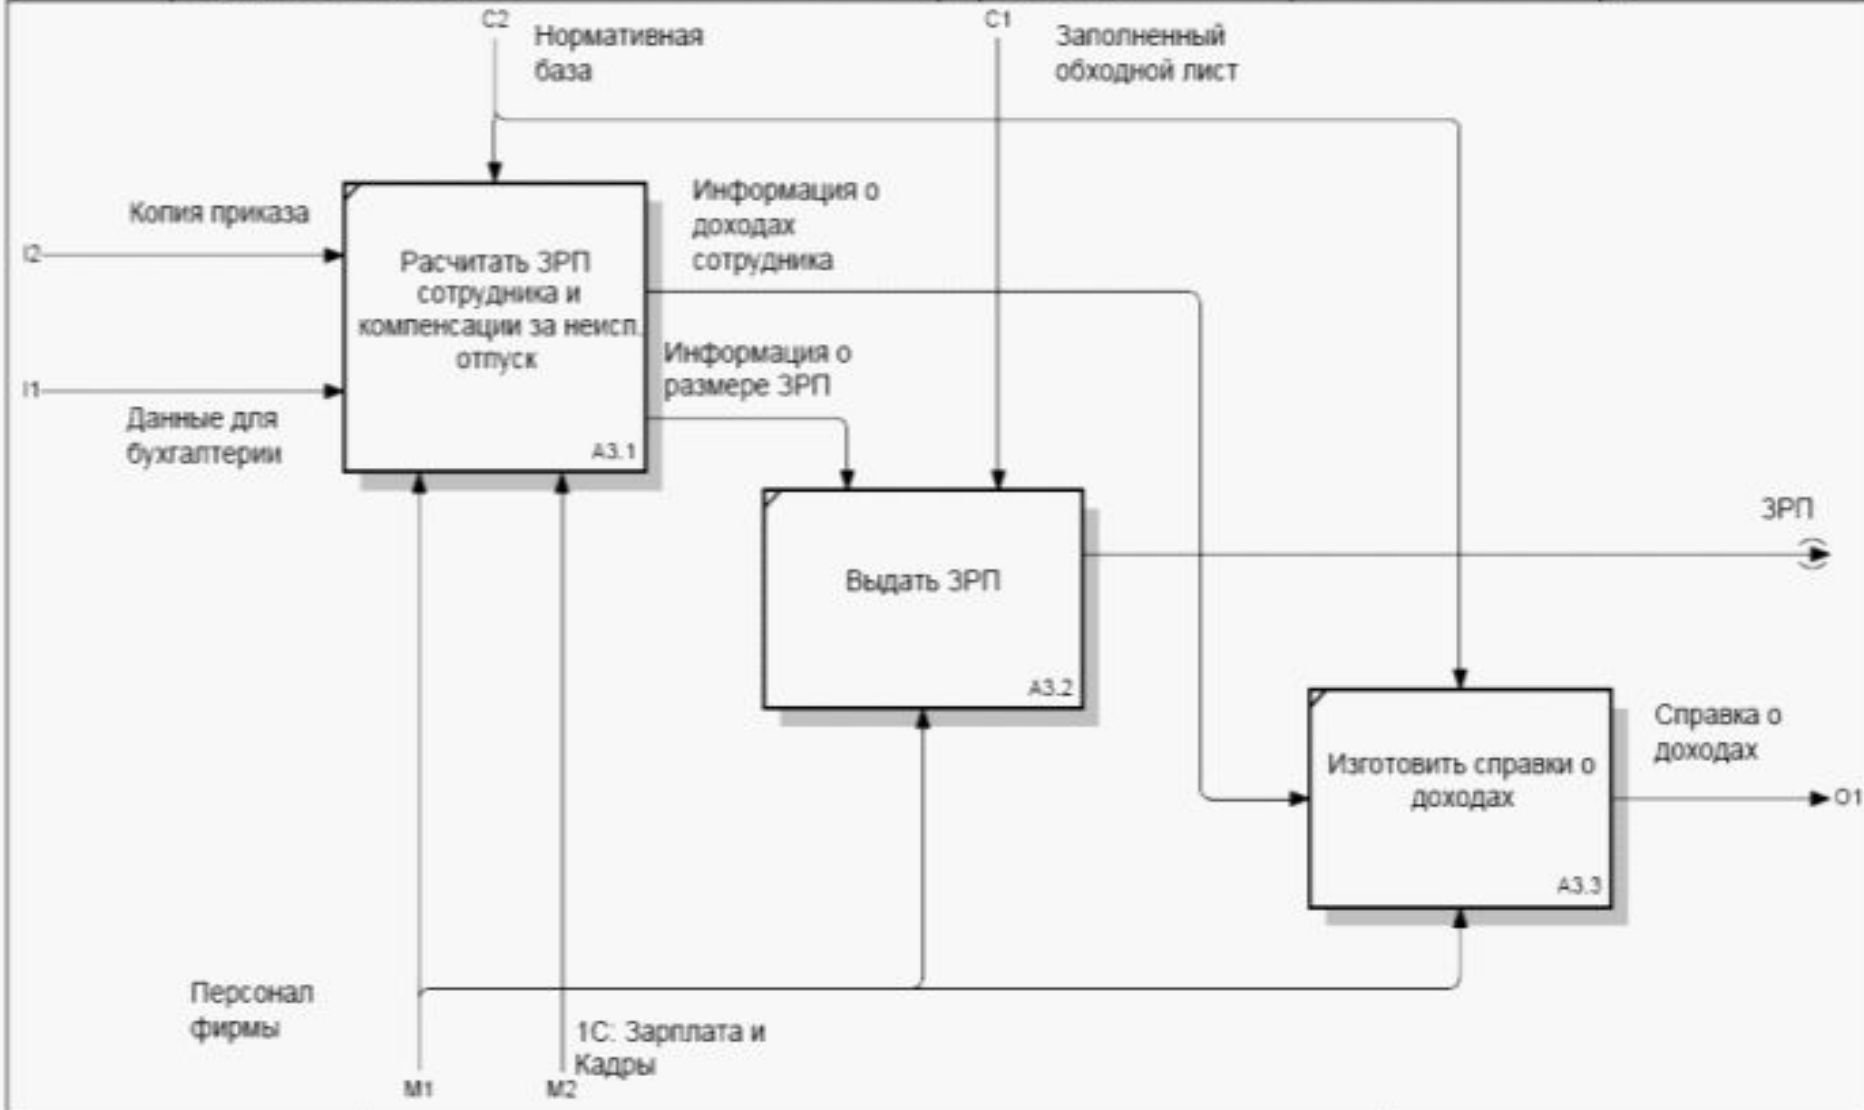 C2
Нормативная
база
C1
Заполненный
обходной лист
Копия приказа
I2
Информация о
доходах
сотрудника
Расчитать ЗРП
сотрудника и
компенсации за неисп.
отпуск
A3.1
I1
Данные для
бухгалтерии
Информация о
размере ЗРП
Выдать ЗРП
A3.2
ЗРП
Изготовить справки о
доходах
A3.3
Справка о
доходах
O1
Персонал
фирмы
1С: Зарплата и
Кадры
M1
M2